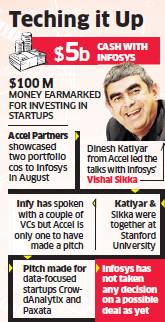 Teching it Up
$5b CASH WITH
INFOSYS
$100 M
MONEY EARMARKED
FOR INVESTING IN
STARTUPS
Accel Partners
showcased
two portfolio
cos to Infosys
in August
Dinesh Katiyar
from Accel led the
talks with Infosys'
Vishal Sikka
Infy has spoken
with a couple of
VCs but Accel is
only one to have
made a pitch
Katiyar &
Sikka were
together at
Stanford
University
Pitch made for
data-focused
startups Crow-
dAnalytix and
Paxata
Infosys has
not taken
any decision
on a possible
deal as yet